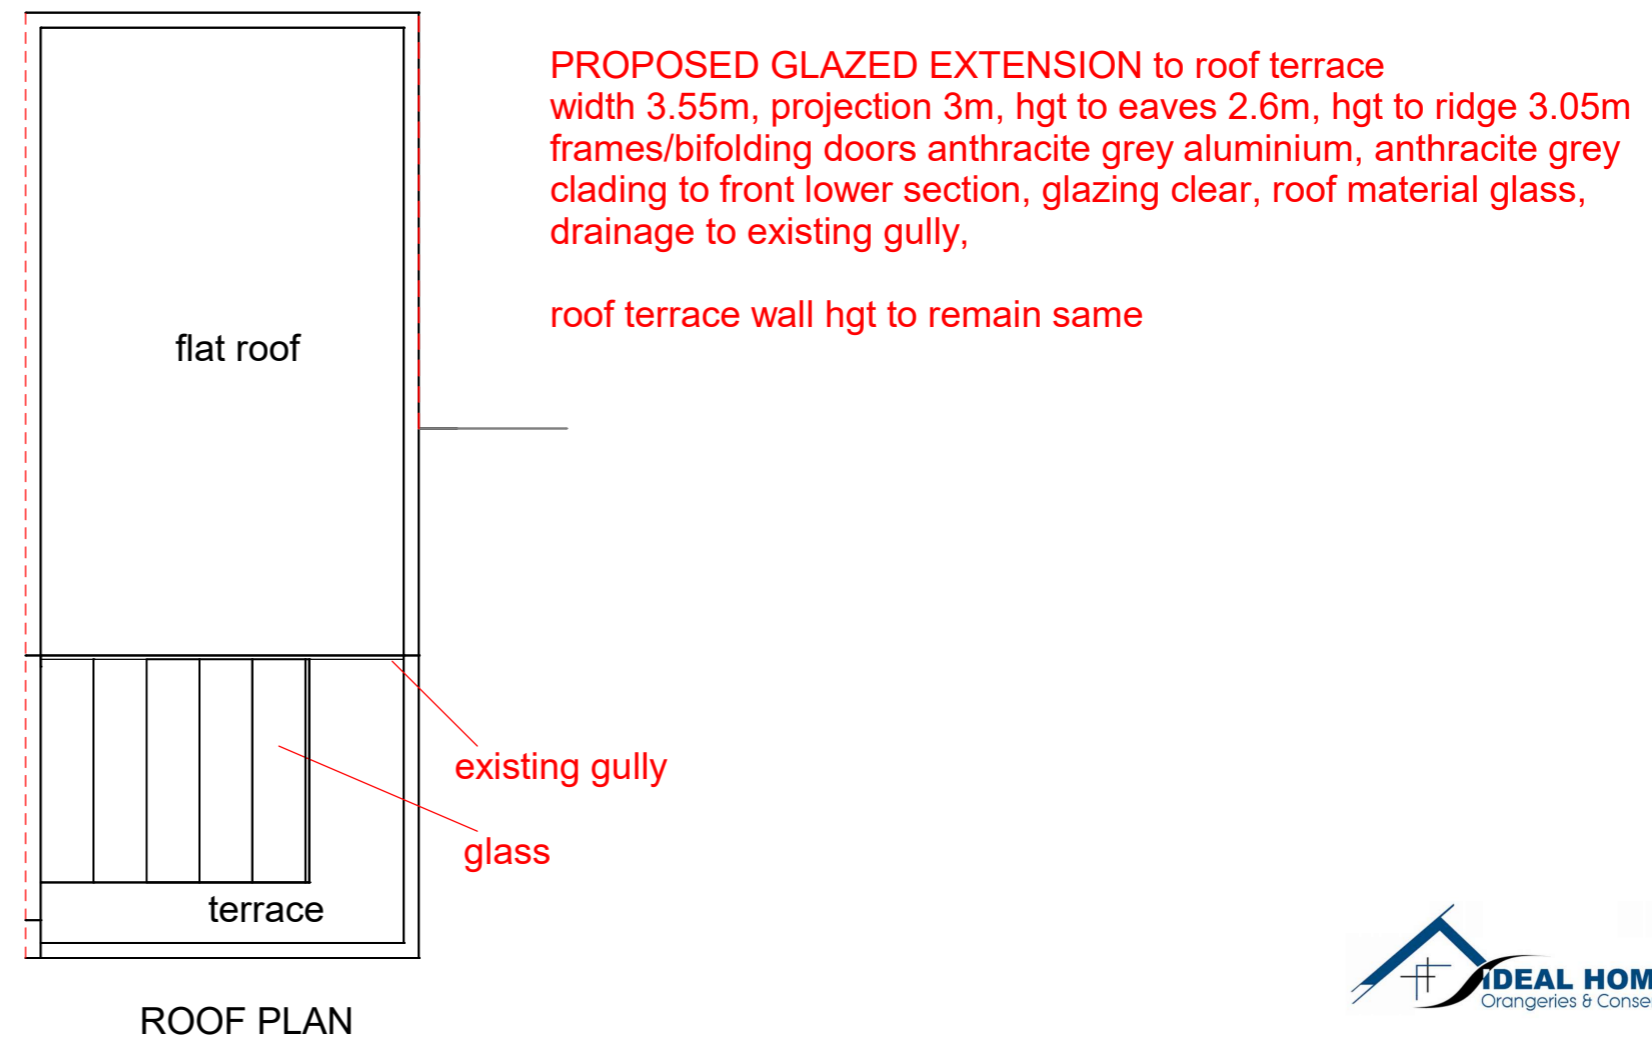 PROPOSED GLAZED EXTENSION to roof terrace
width 3.55m, projection 3m, hgt to eaves 2.6m, hgt to ridge 3.05m
frames/bifolding doors anthracite grey aluminium, anthracite grey
clading to front lower section, glazing clear, roof material glass,
drainage to existing gully,
roof terrace wall hgt to remain same
flat roof
existing gully
glass
terrace
ROOF PLAN
IDEAL HOM
Orangeries & Conse